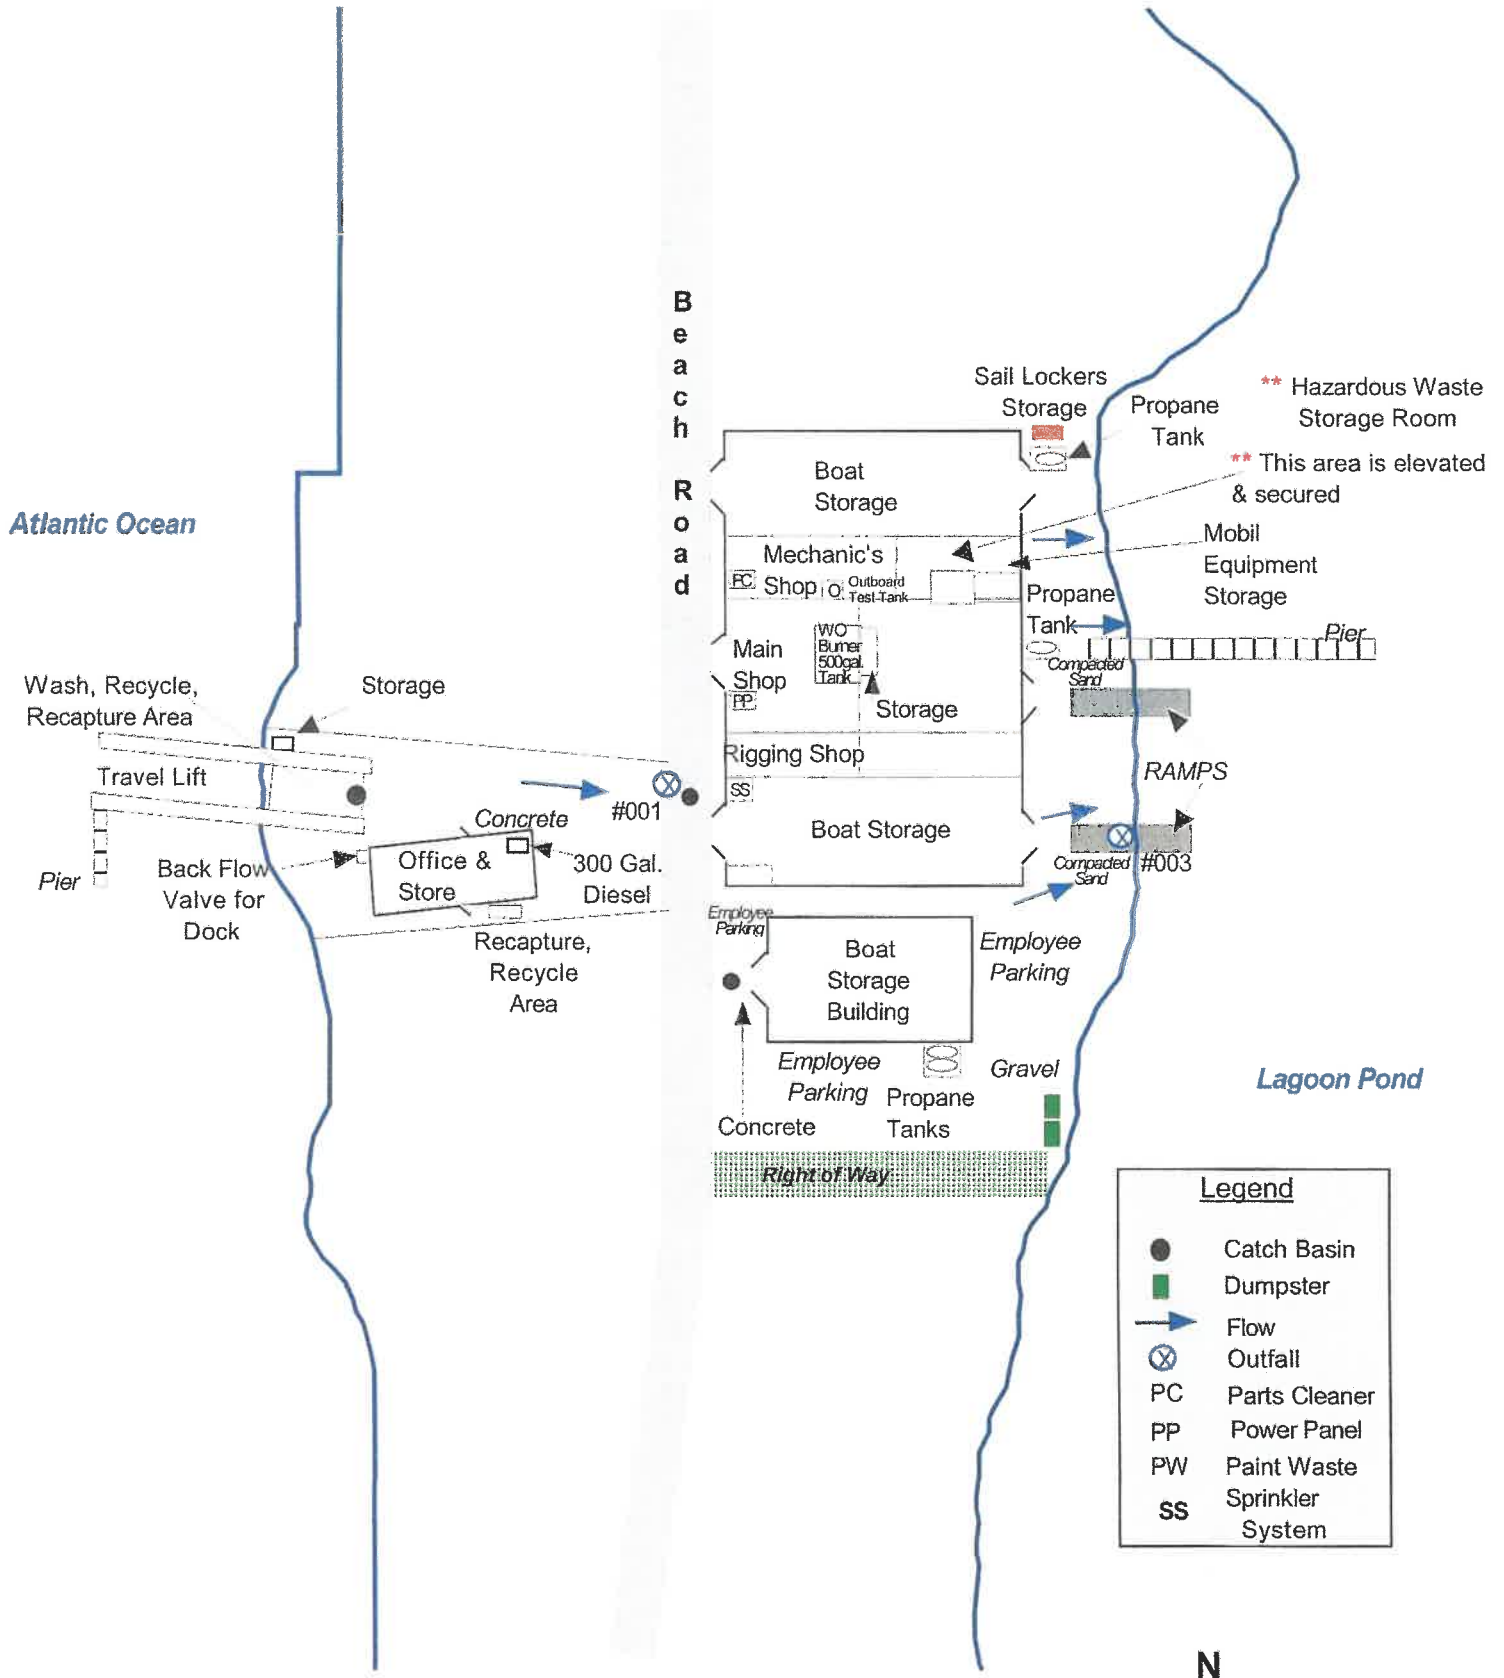 B
e
a
c
h
R
o
a
d
Atlantic Ocean
Sail Lockers
Storage
Propane
Tank
** Hazardous Waste
Storage Room
** This area is elevated
& secured
Mobil
Equipment
Storage
Boat
Storage
Mechanic's
Shop
PC
O
Outboard
Test Tank
Propane
Tank
Pier
Compacted
Sand
Main
Shop
WO
Burner
500gal.
Tank
PP
Storage
Rigging Shop
SS
Boat Storage
RAMPS
Compacted
Sand
#003
Wash, Recycle,
Recapture Area
Storage
Travel Lift
#001
Concrete
Office &
Store
300 Gal.
Diesel
Pier
Back Flow
Valve for
Dock
Recapture,
Recycle
Area
Employee
Parking
Boat
Storage
Building
Employee
Parking
Employee
Parking
Gravel
Propane
Tanks
Concrete
Right of Way
Lagoon Pond
Legend
Catch Basin
Dumpster
Flow
X Outfall
PC Parts Cleaner
PP Power Panel
PW Paint Waste
SS Sprinkler
System
N